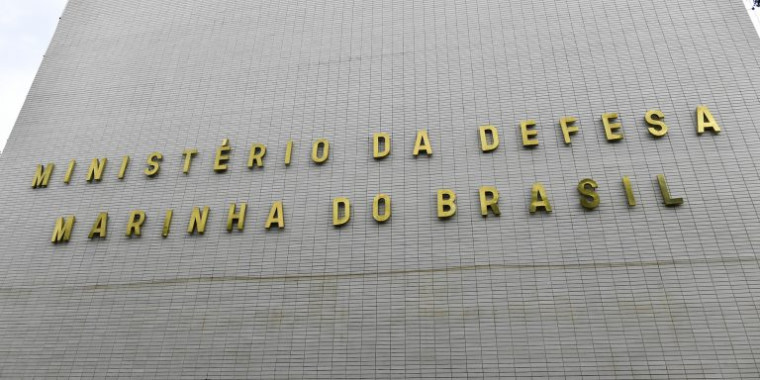 MINISTÉRIO DA DEFESA
MARINHA DO BRASIL